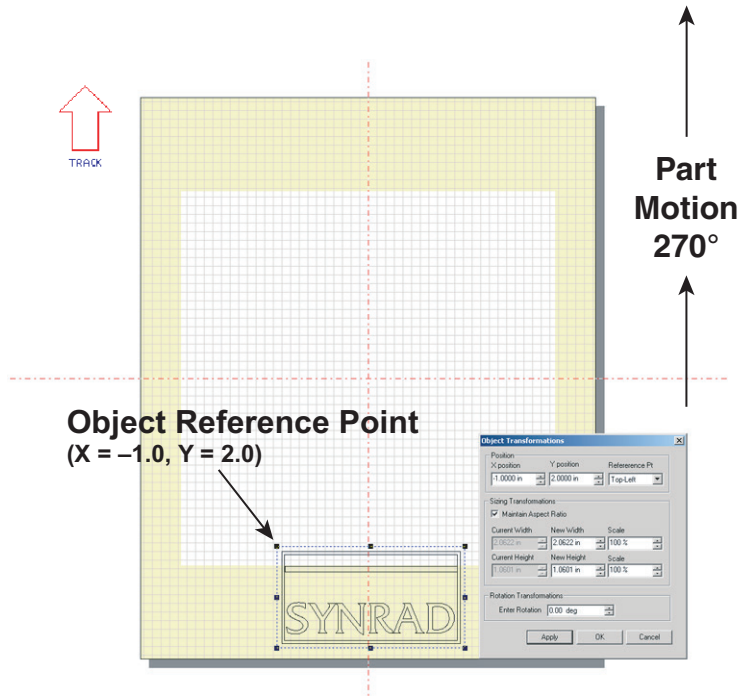 TRACK
Part
Motion
270°
Object Reference Point
(X = –1.0, Y = 2.0)
Object Transformations
Position
X position Y position Refererence Pt
-1.0000 in 2.0000 in Top-Left
Sizing Transformations
Maintain Aspect Ratio
Current Width New Width Scale
2.0622 in 2.0622 in 100 %
Current Height New Height Scale
1.0601 in 1.0601 in 100 %
Rotation Transformations
Enter Rotation 0.00 deg
Apply OK Cancel
SYNRAD